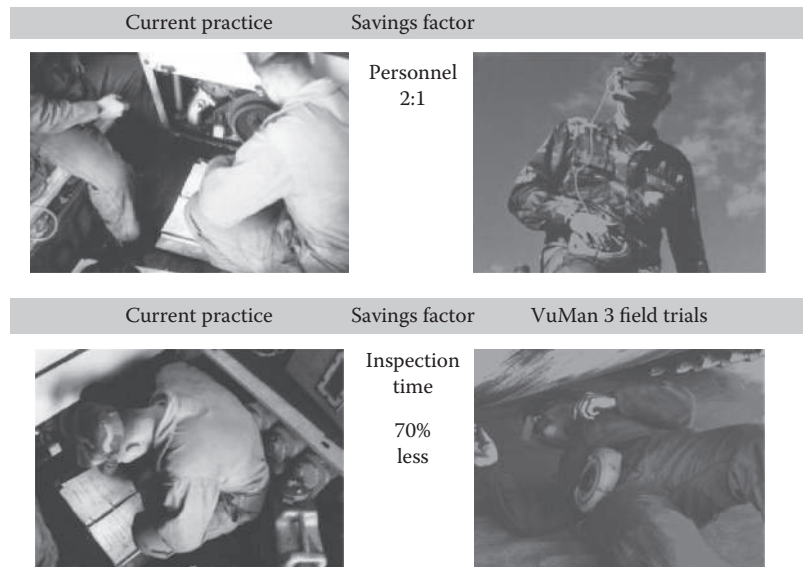 Current practice Savings factor
Personnel
2:1
Current practice Savings factor VuMan 3 field trials
Inspection
time
70%
less